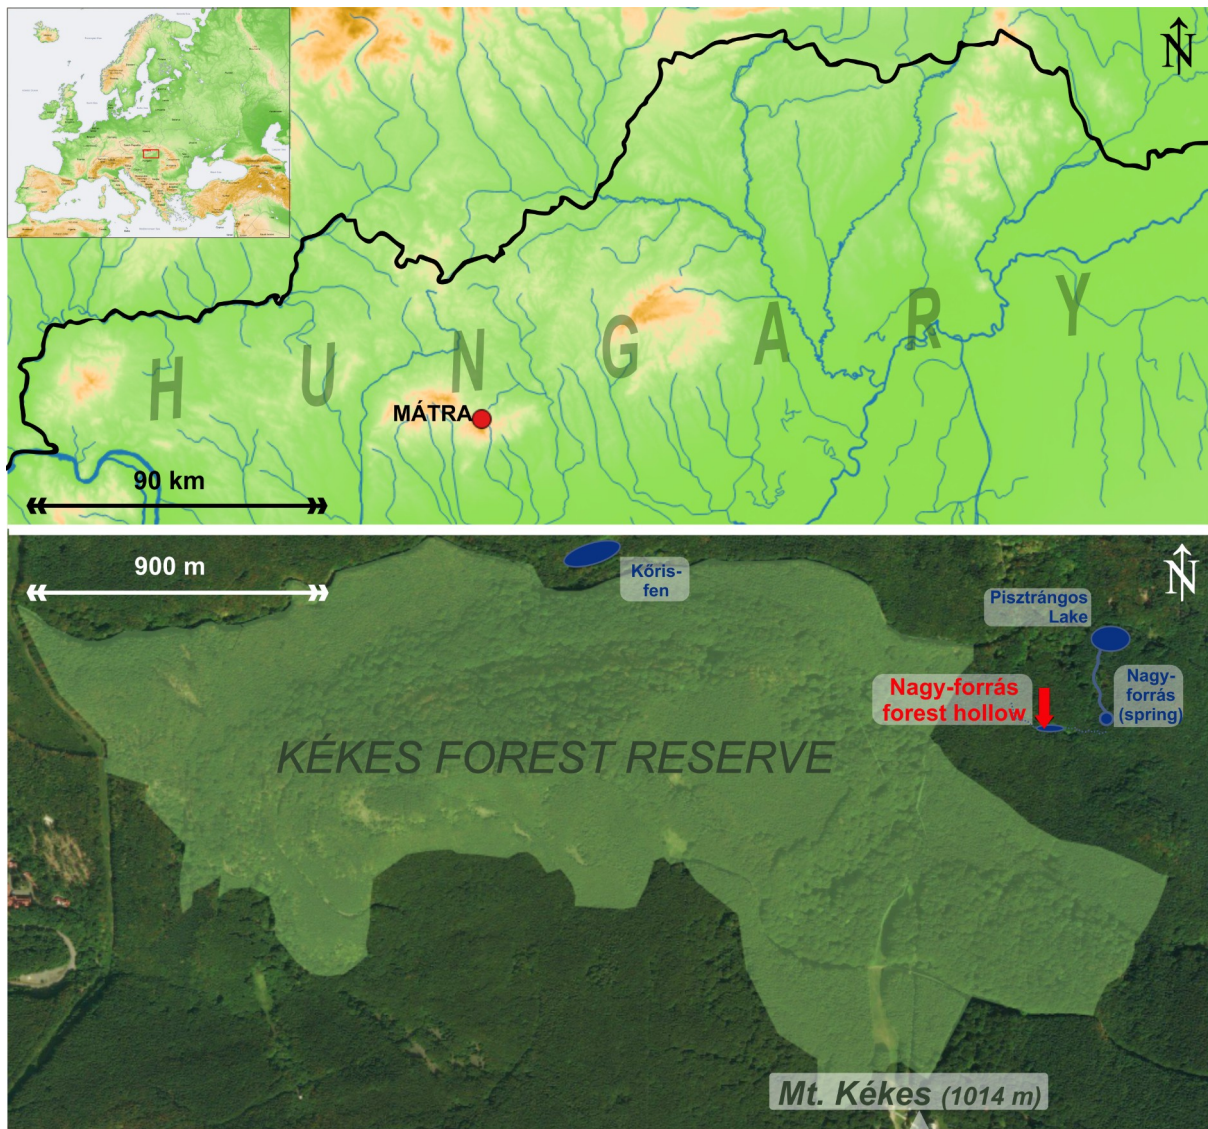 N
H U N G A R Y
MÁTRA
90 km
900 m
N
Kőris-
fen
Pisztrángos
Lake
Nagy-forrás
forest hollow
Nagy-
forrás
(spring)
KÉKES FOREST RESERVE
Mt. Kékes (1014 m)